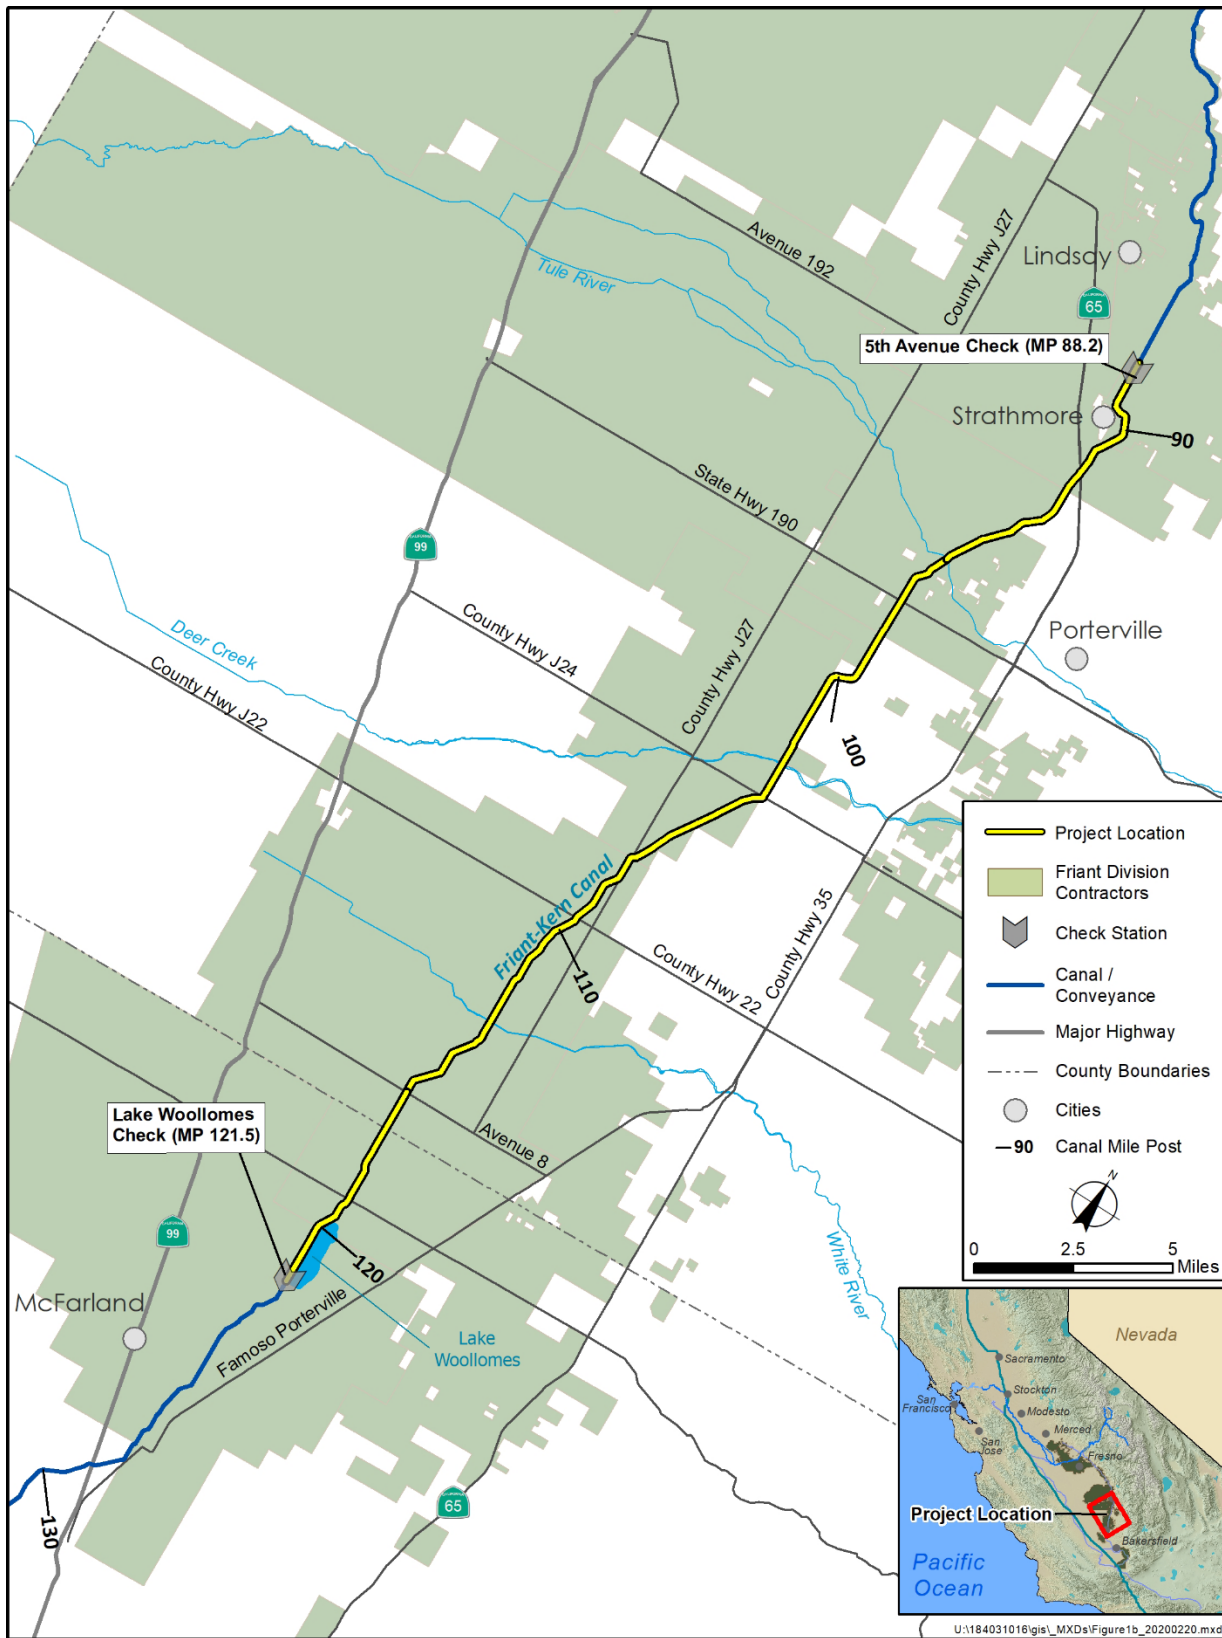 Avenue 192
County Hwy J27
Lindsay
Tule River
65
5th Avenue Check (MP 88.2)
Strathmore
90
State Hwy 190
99
County Hwy J24
Deer Creek
County Hwy J22
County Hwy J27
Porterville
100
Friant-Kern Canal
110
County Hwy 22
County Hwy 35
Avenue 8
Lake Woollomes
Check (MP 121.5)
99
120
McFarland
Famoso Porterville
Lake
Woollomes
White River
65
130
Project Location
Friant Division
Contractors
Check Station
Canal /
Conveyance
Major Highway
County Boundaries
Cities
90
Canal Mile Post
N
0
2.5
5
Miles
Nevada
Sacramento
Stockton
San
Francisco
Modesto
San
Jose
Merced
Fresno
Project Location
Bakersfield
Pacific
Ocean
U:\184031016\gis\_MXDs\Figure1b_20200220.mxd